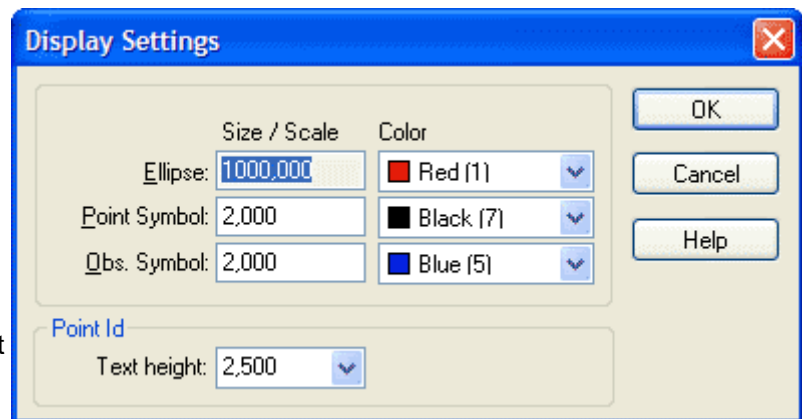 Display Settings
Size / Scale Color
Ellipse: 1000,000 Red (1)
Point Symbol: 2,000 Black (7)
Obs. Symbol: 2,000 Blue (5)
Point Id
Text height: 2,500
OK
Cancel
Help
t